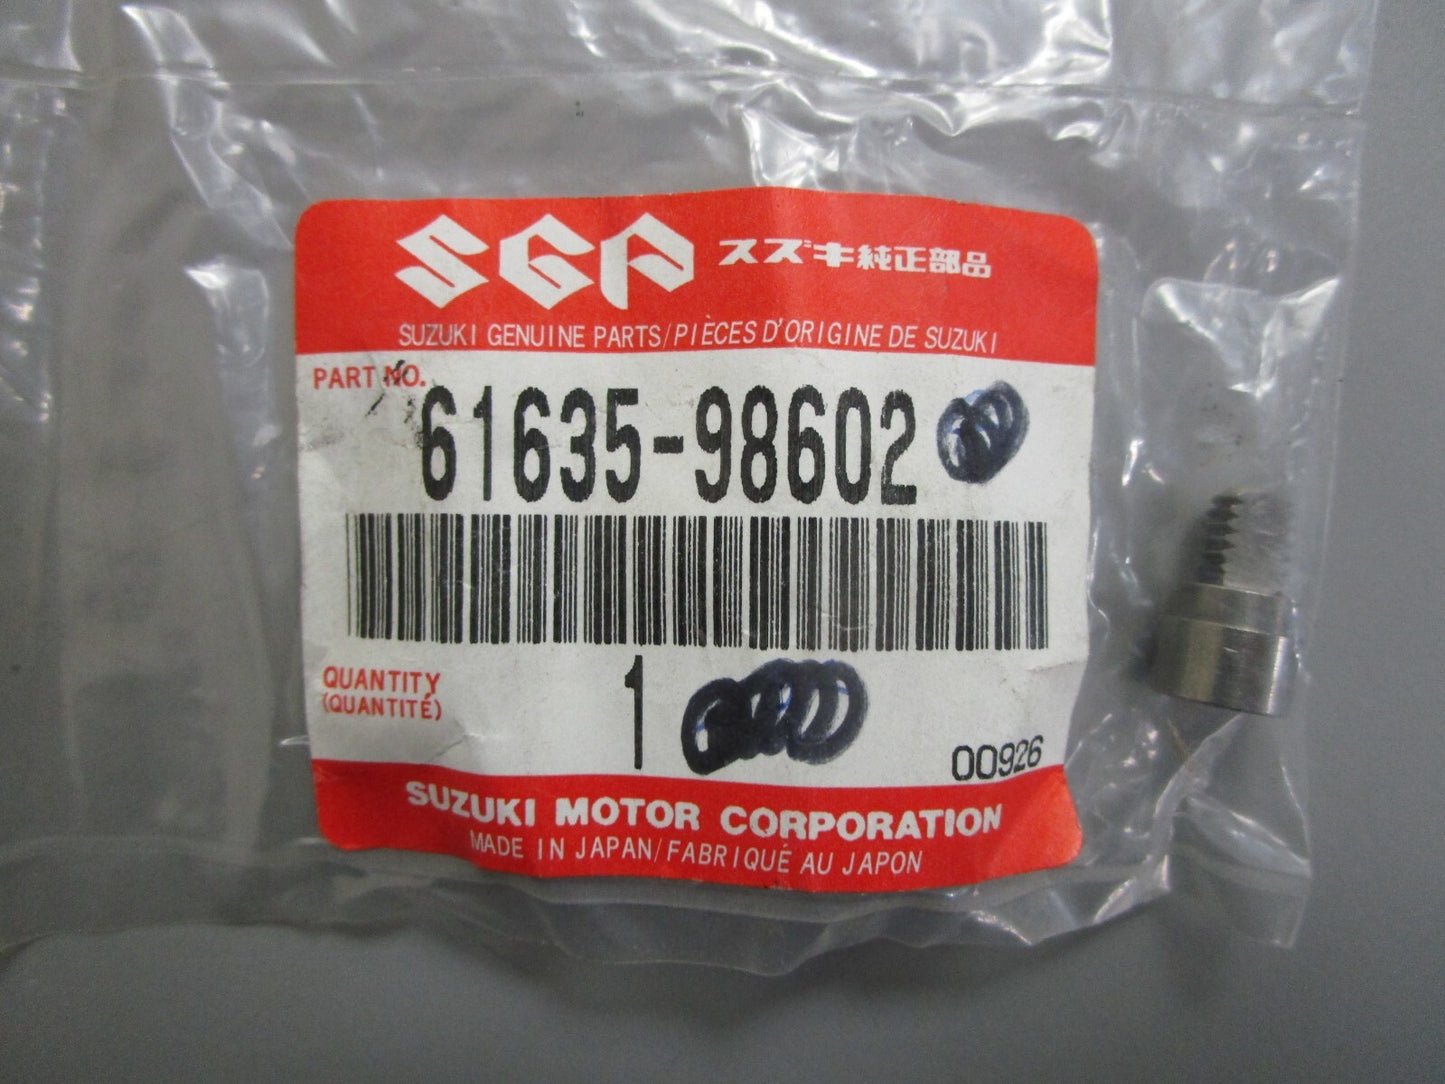 SGP スズキ純正部品
SUZUKI GENUINE PARTS/PIÈCES D'ORIGINE DE SUZUKI
PART NO. 61635-98602
QUANTITY
(QUANTITÉ) 1
00926
SUZUKI MOTOR CORPORATION
MADE IN JAPAN/FABRIQUÉ AU JAPON